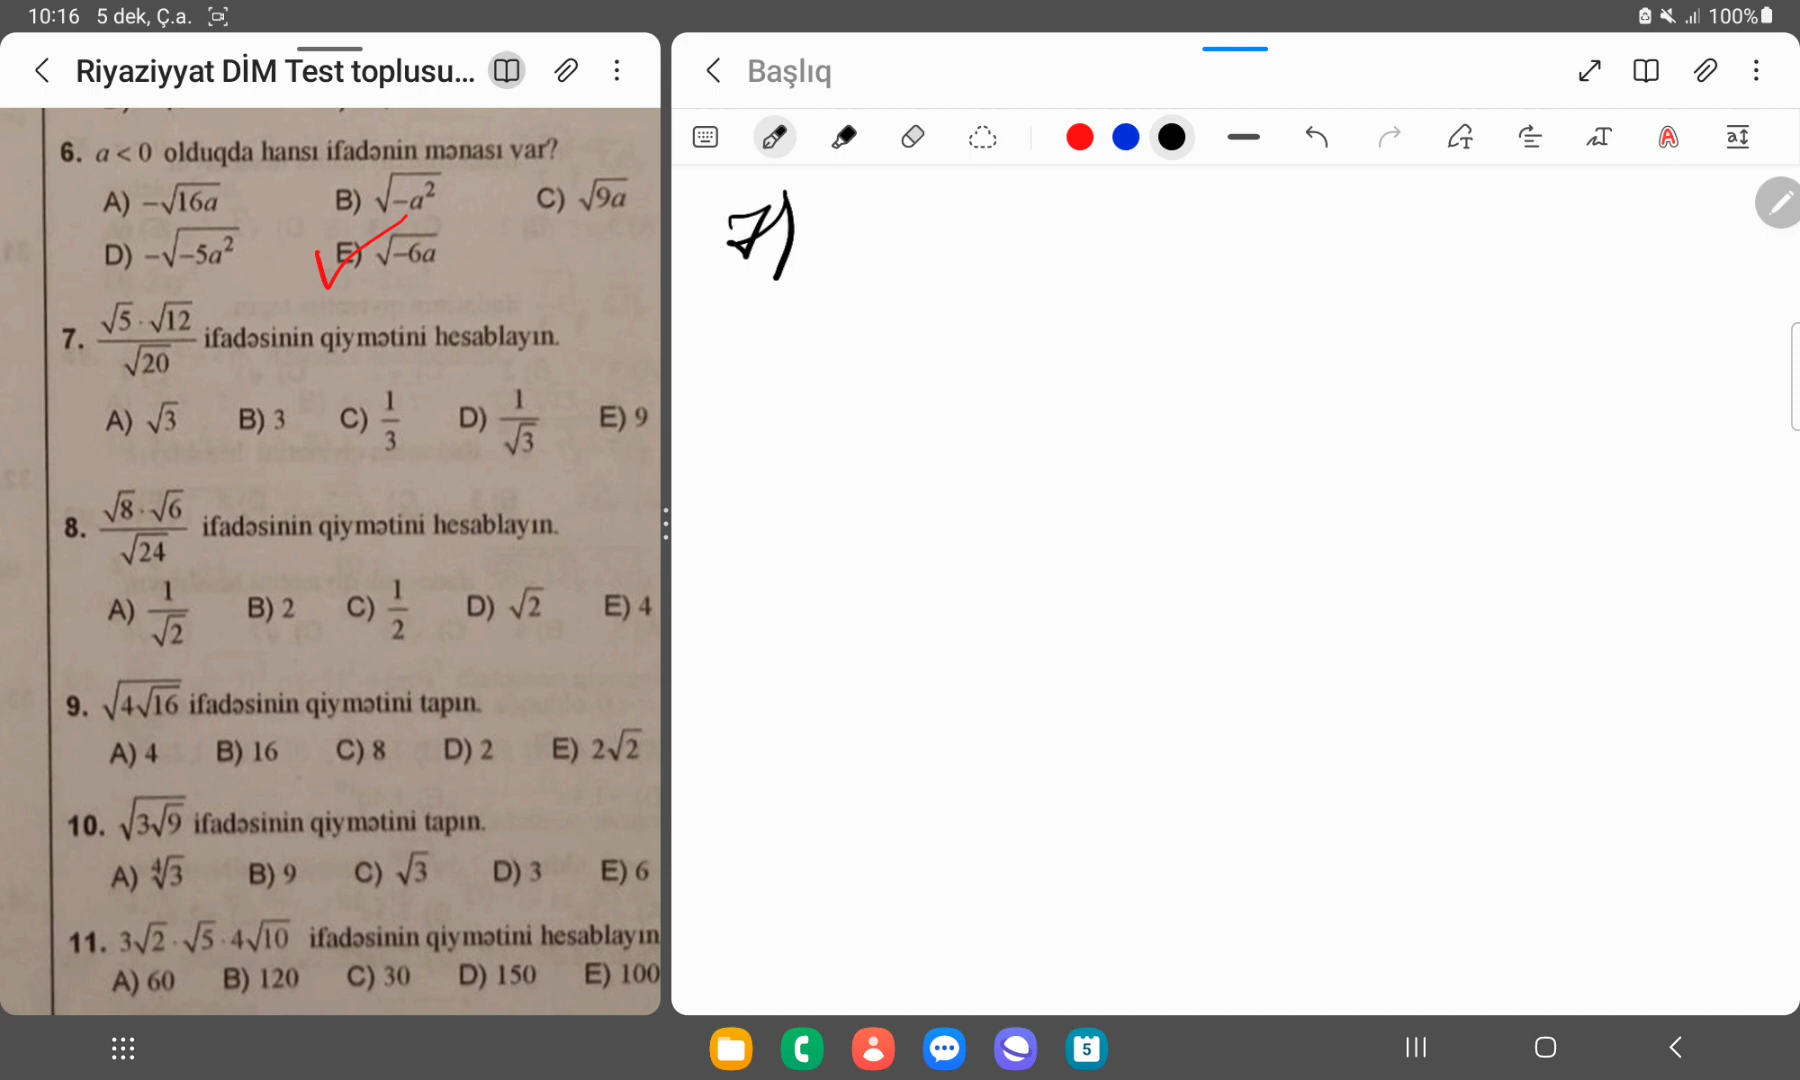 10:16 5 dek, Ç.a.
100%
Riyaziyyat DİM Test toplusu...
Başlıq
6. a < 0 olduqda hansı ifadənin mənası var?
A) −√16a B) √−a² C) √9a
D) −√−5a² E) √−6a
7. √5 · √12 / √20 ifadəsinin qiymətini hesablayın.
A) √3 B) 3 C) 1/3 D) 1/√3 E) 9
8. √8 · √6 / √24 ifadəsinin qiymətini hesablayın.
A) 1/√2 B) 2 C) 1/2 D) √2 E) 4
9. √4√16 ifadəsinin qiymətini tapın.
A) 4 B) 16 C) 8 D) 2 E) 2√2
10. √3√9 ifadəsinin qiymətini tapın.
A) ∜3 B) 9 C) √3 D) 3 E) 6
11. 3√2 · √5 · 4√10 ifadəsinin qiymətini hesablayın
A) 60 B) 120 C) 30 D) 150 E) 100
7)
5